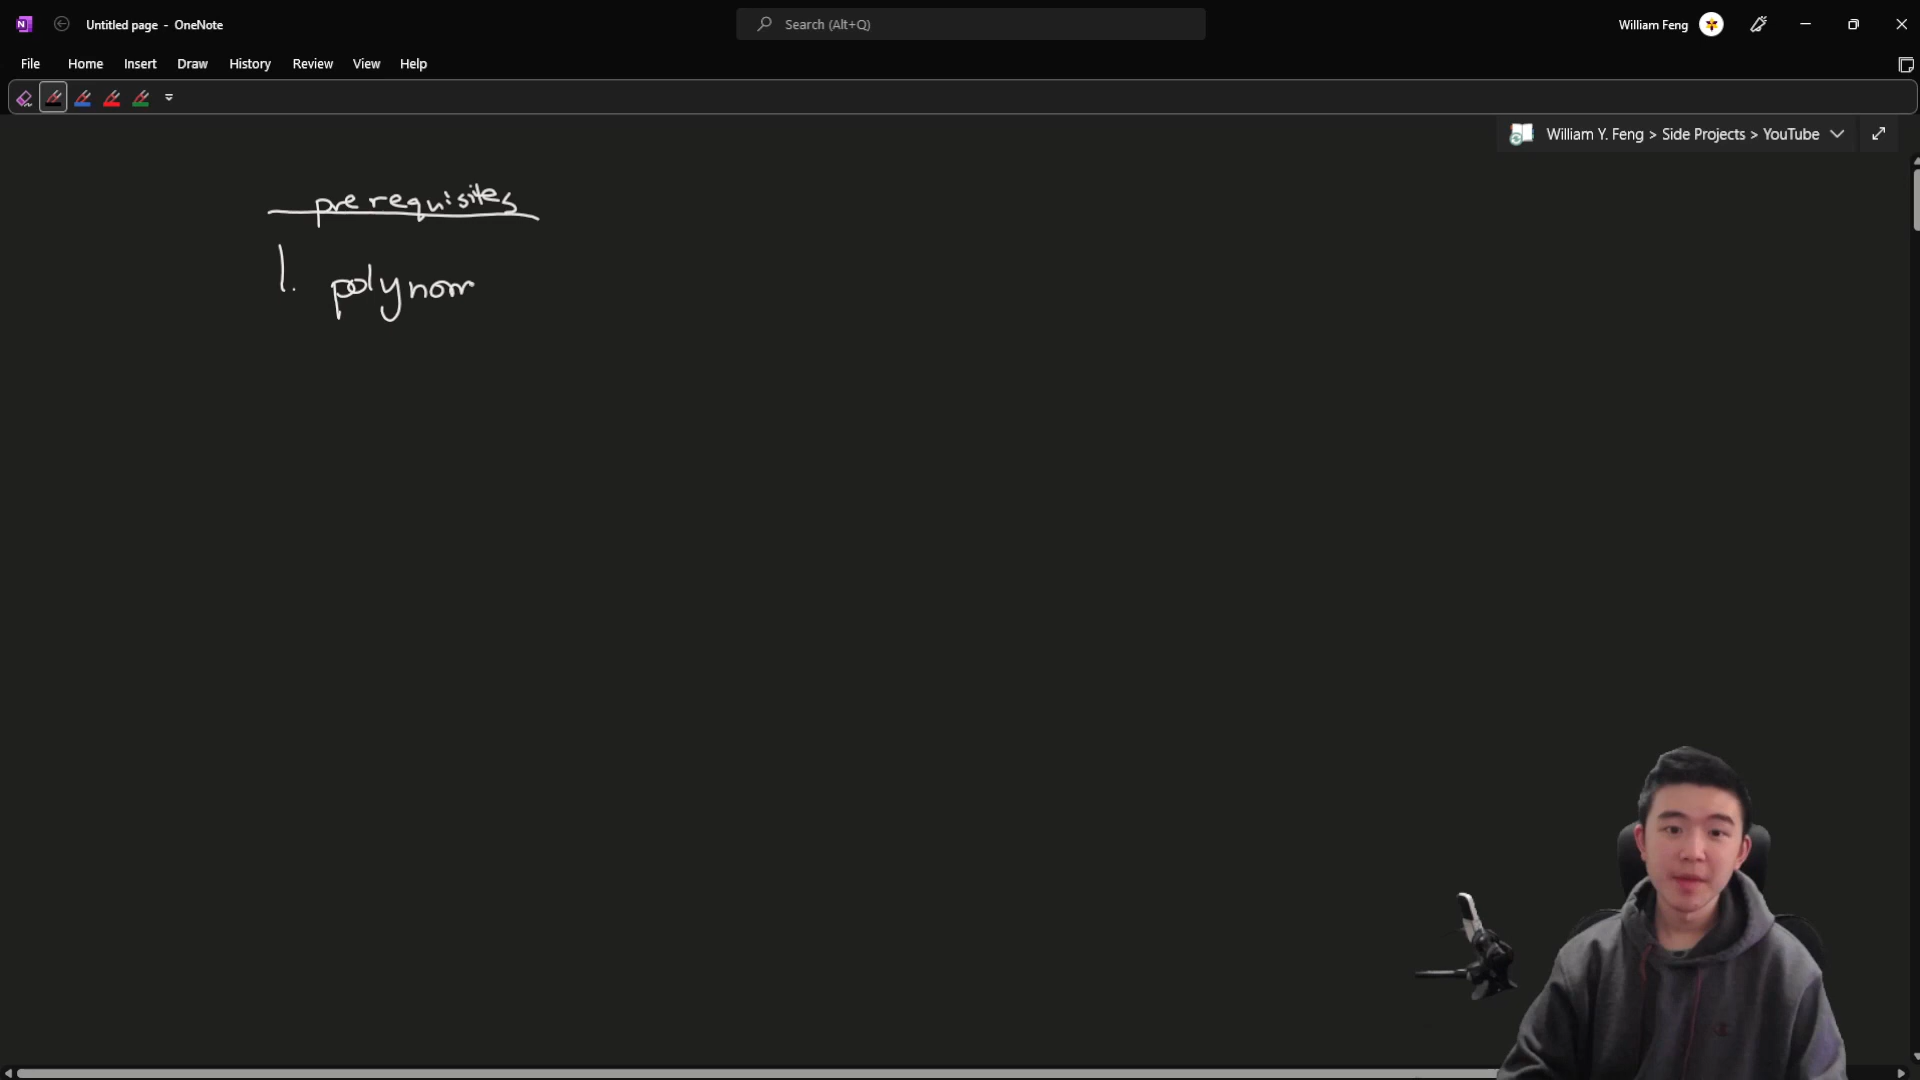 Untitled page - OneNote
Search (Alt+Q)
William Feng
File Home Insert Draw History Review View Help
William Y. Feng > Side Projects > YouTube
prerequisites
1. polynom